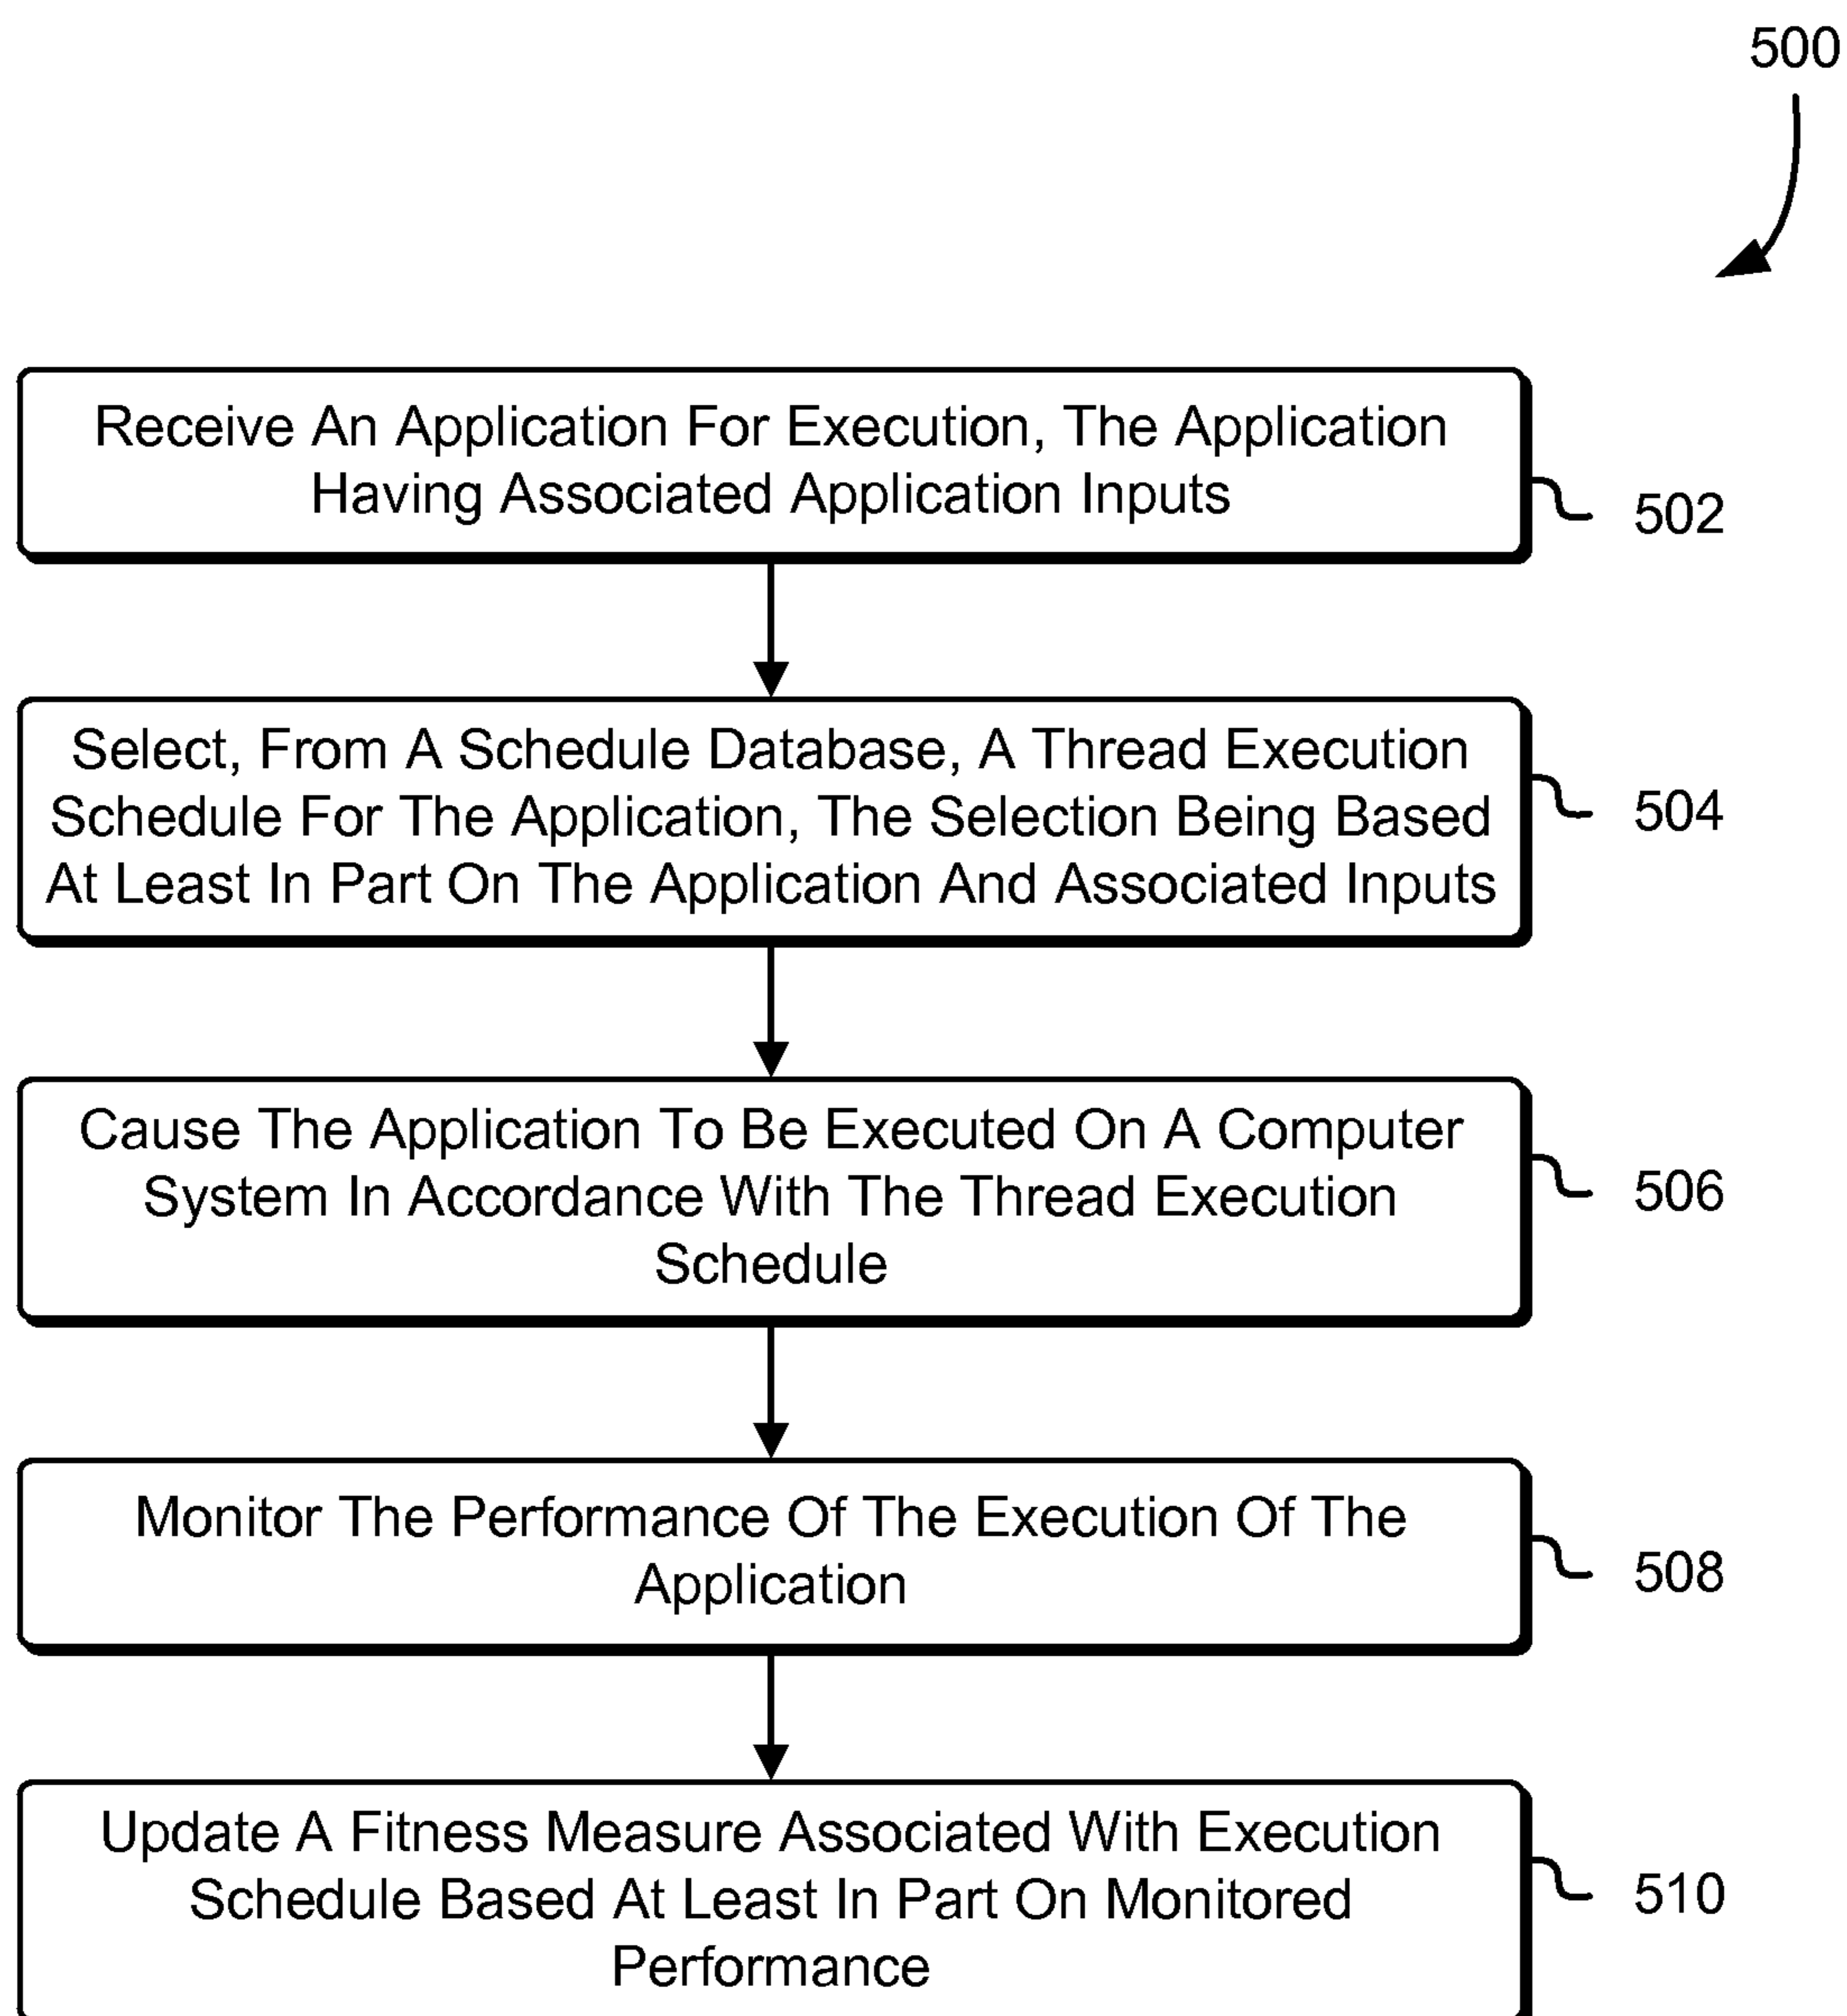 500
Receive An Application For Execution, The Application
Having Associated Application Inputs
502
Select, From A Schedule Database, A Thread Execution
Schedule For The Application, The Selection Being Based
At Least In Part On The Application And Associated Inputs
504
Cause The Application To Be Executed On A Computer
System In Accordance With The Thread Execution
Schedule
506
Monitor The Performance Of The Execution Of The
Application
508
Update A Fitness Measure Associated With Execution
Schedule Based At Least In Part On Monitored
Performance
510